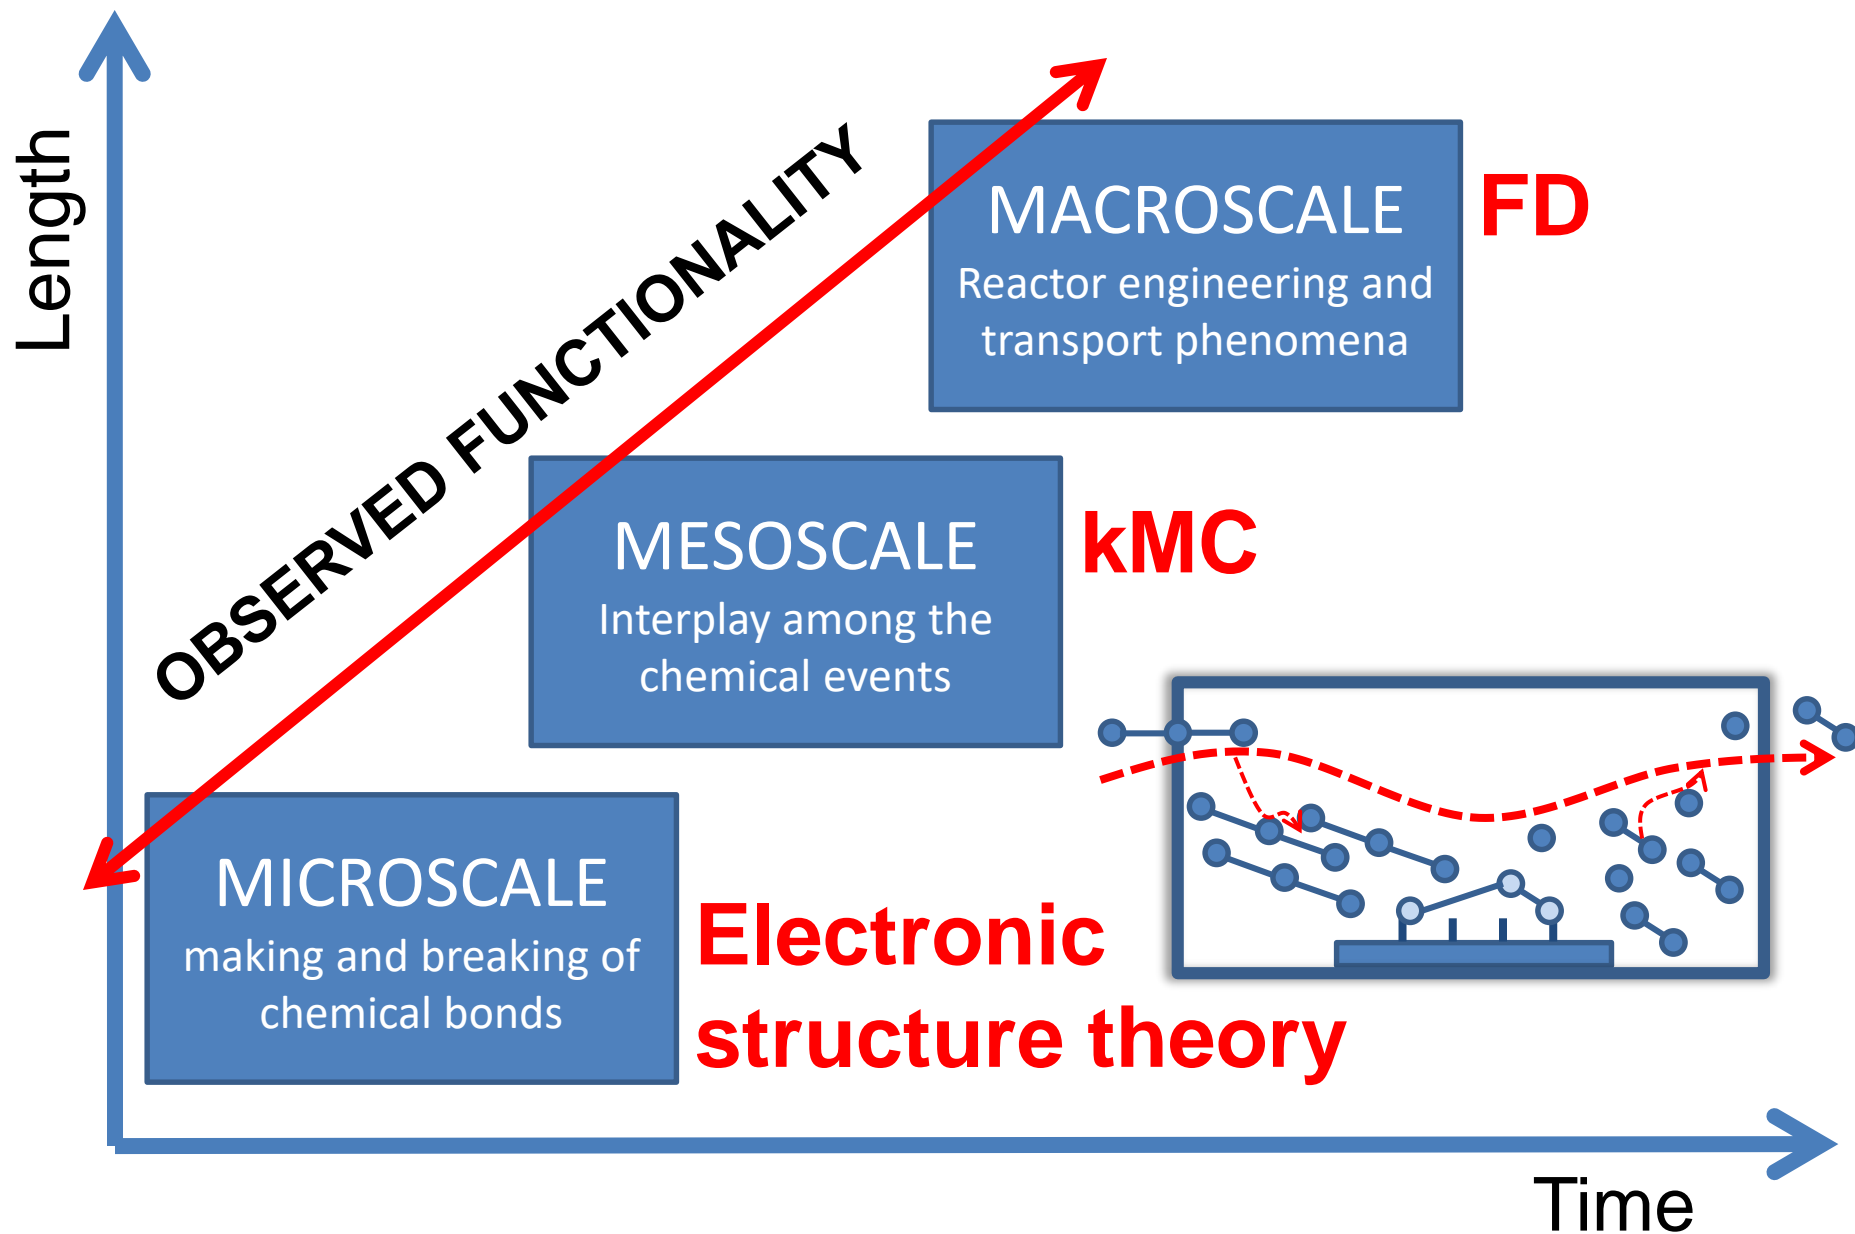 Length
OBSERVED FUNCTIONALITY
MACROSCALE
Reactor engineering and
transport phenomena
FD
MESOSCALE
Interplay among the
chemical events
kMC
MICROSCALE
making and breaking of
chemical bonds
Electronic
structure theory
Time